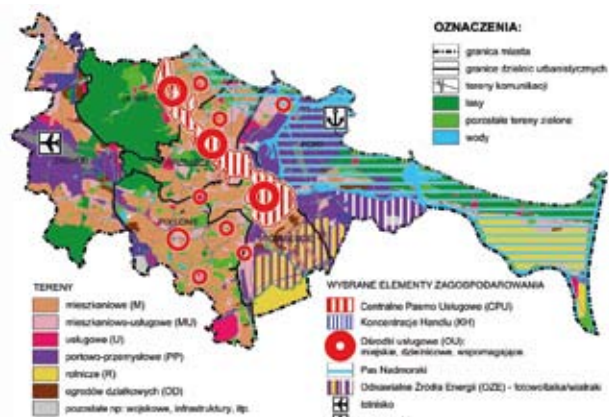 OZNACZENIA:
granica miasta
granice dzielnic urbanistycznych
tereny komunikacji
lasy
pozostałe tereny zielone
wody
TERENY
mieszkaniowe (M)
mieszkaniowo-usługowe (MU)
usługowe (U)
portowo-przemysłowe (PP)
rolnicze (R)
ogrodów działkowych (OD)
pozostałe np: wojskowe, infrastruktury, itp.
WYBRANE ELEMENTY ZAGOSPODAROWANIA
Centralne Pasmo Usługowe (CPU)
Koncentracje Handlu (KH)
Ośrodki usługowe (OU):
miejskie, dzielnicowe, wspomagające
Pas Nadmorski
Odnawialne Źródła Energii (OZE) - fotowoltaika/wiatraki
lotnisko